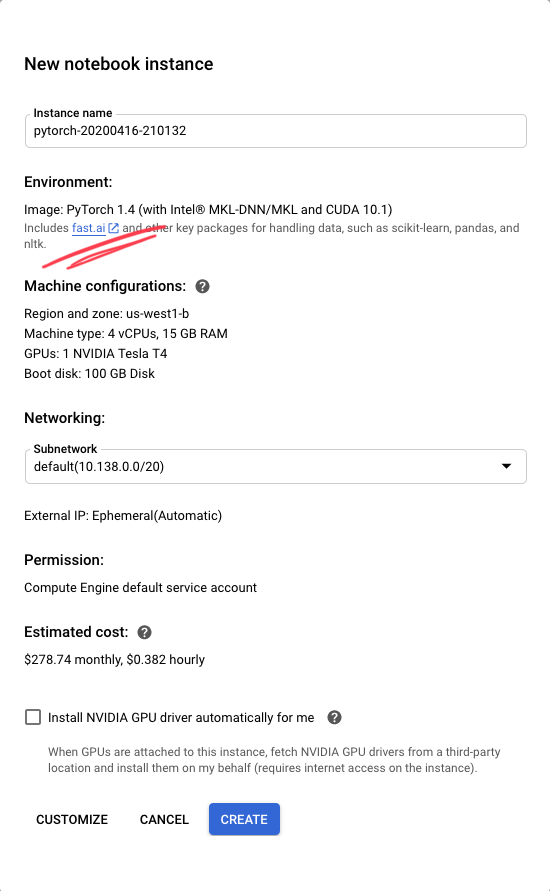 New notebook instance
Instance name
pytorch-20200416-210132
Environment:
Image: PyTorch 1.4 (with Intel® MKL-DNN/MKL and CUDA 10.1)
Includes fast.ai and other key packages for handling data, such as scikit-learn, pandas, and
nltk.
Machine configurations:
Region and zone: us-west1-b
Machine type: 4 vCPUs, 15 GB RAM
GPUs: 1 NVIDIA Tesla T4
Boot disk: 100 GB Disk
Networking:
Subnetwork
default(10.138.0.0/20)
External IP: Ephemeral(Automatic)
Permission:
Compute Engine default service account
Estimated cost:
$278.74 monthly, $0.382 hourly
Install NVIDIA GPU driver automatically for me
When GPUs are attached to this instance, fetch NVIDIA GPU drivers from a third-party
location and install them on my behalf (requires internet access on the instance).
CUSTOMIZE CANCEL CREATE